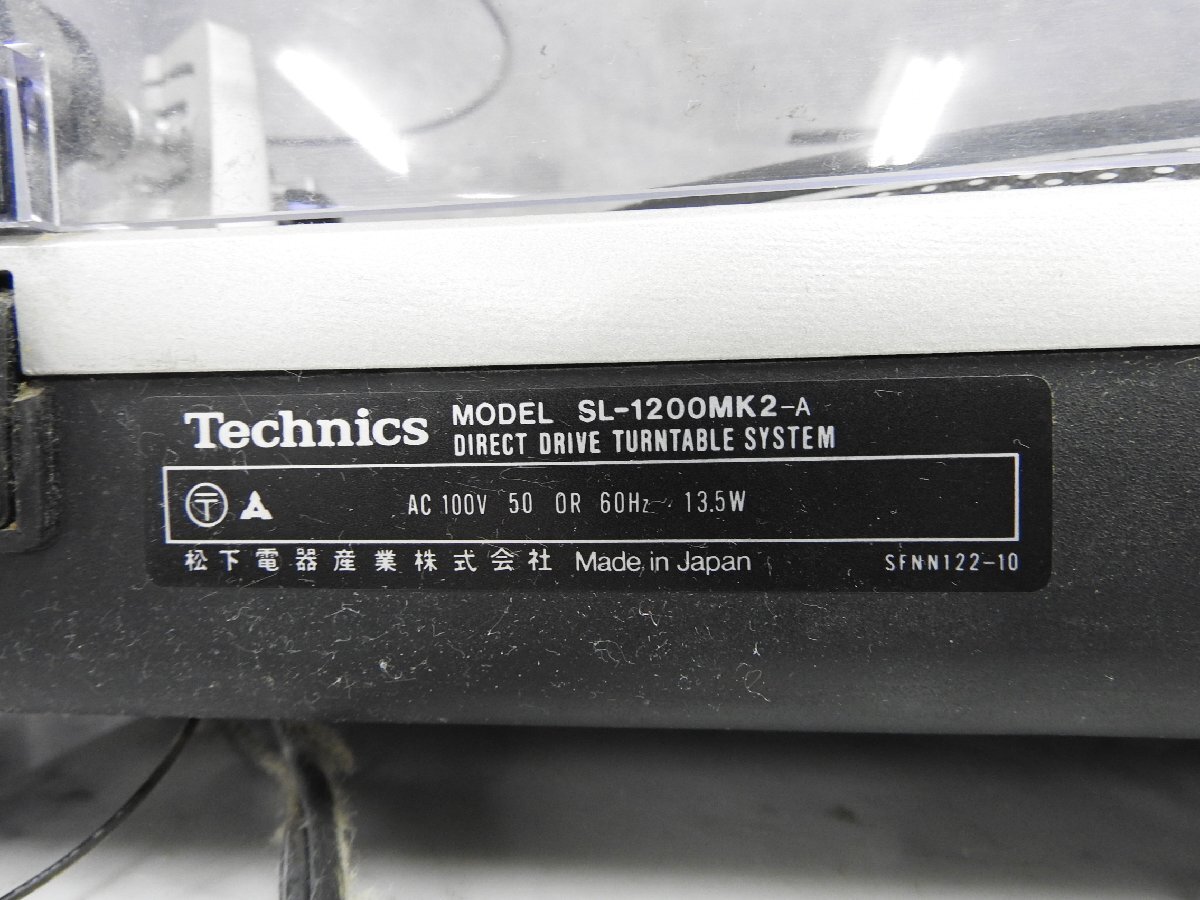 Technics MODEL SL-1200MK2-A
DIRECT DRIVE TURNTABLE SYSTEM
〒 A AC 100V 50 OR 60Hz 13.5W
松下電器産業株式会社 Made in Japan SFNN122-10